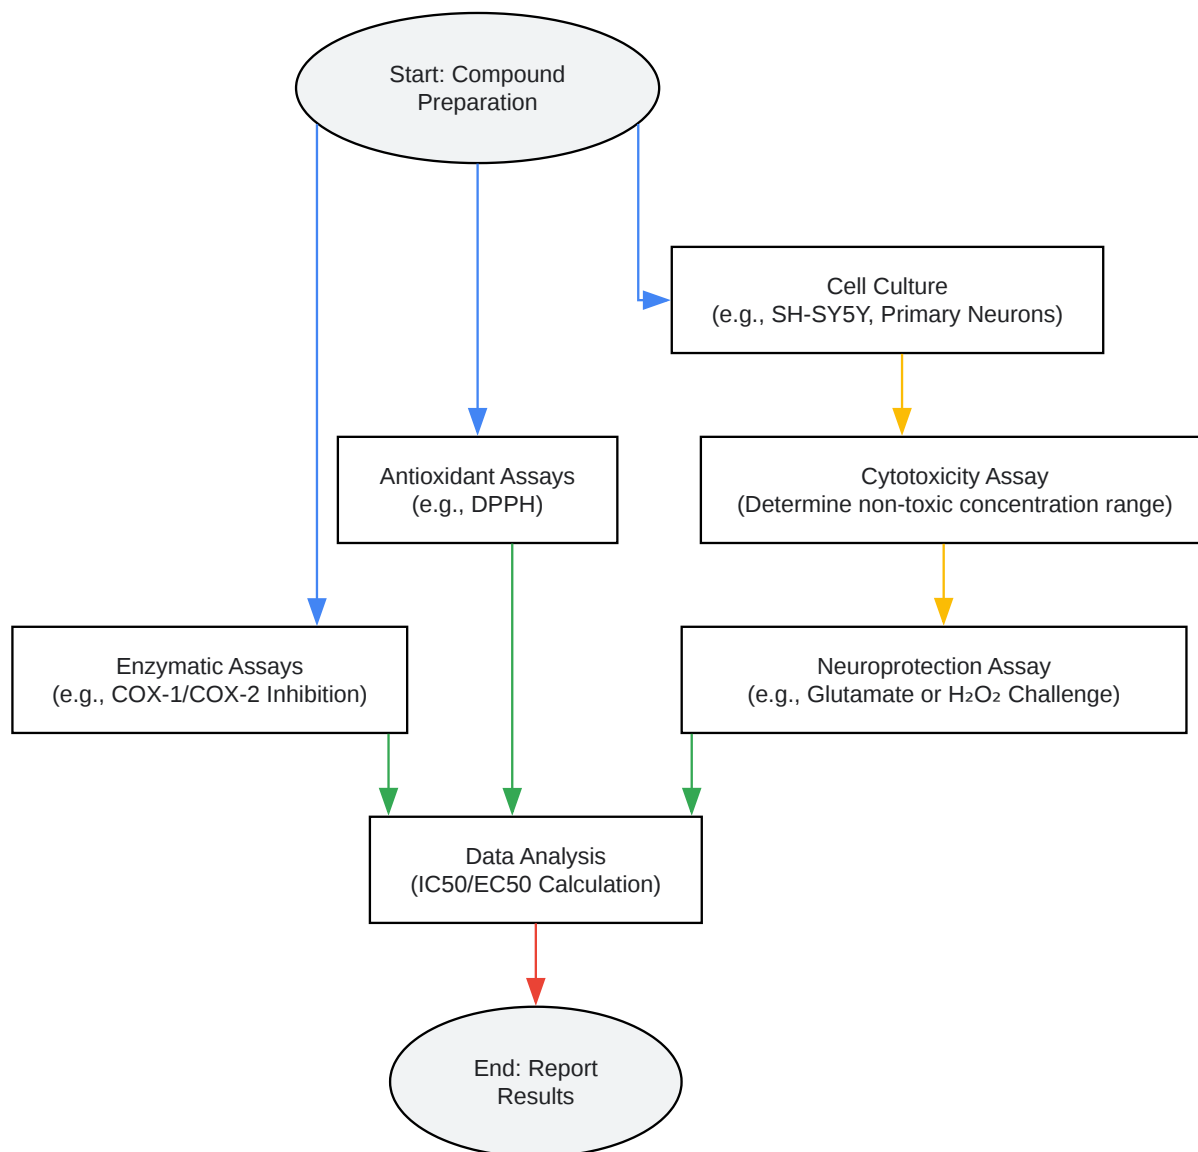 Start: Compound
Preparation
Cell Culture
(e.g., SH-SY5Y, Primary Neurons)
Antioxidant Assays
(e.g., DPPH)
Cytotoxicity Assay
(Determine non-toxic concentration range)
Enzymatic Assays
(e.g., COX-1/COX-2 Inhibition)
Neuroprotection Assay
(e.g., Glutamate or H₂O₂ Challenge)
Data Analysis
(IC50/EC50 Calculation)
End: Report
Results